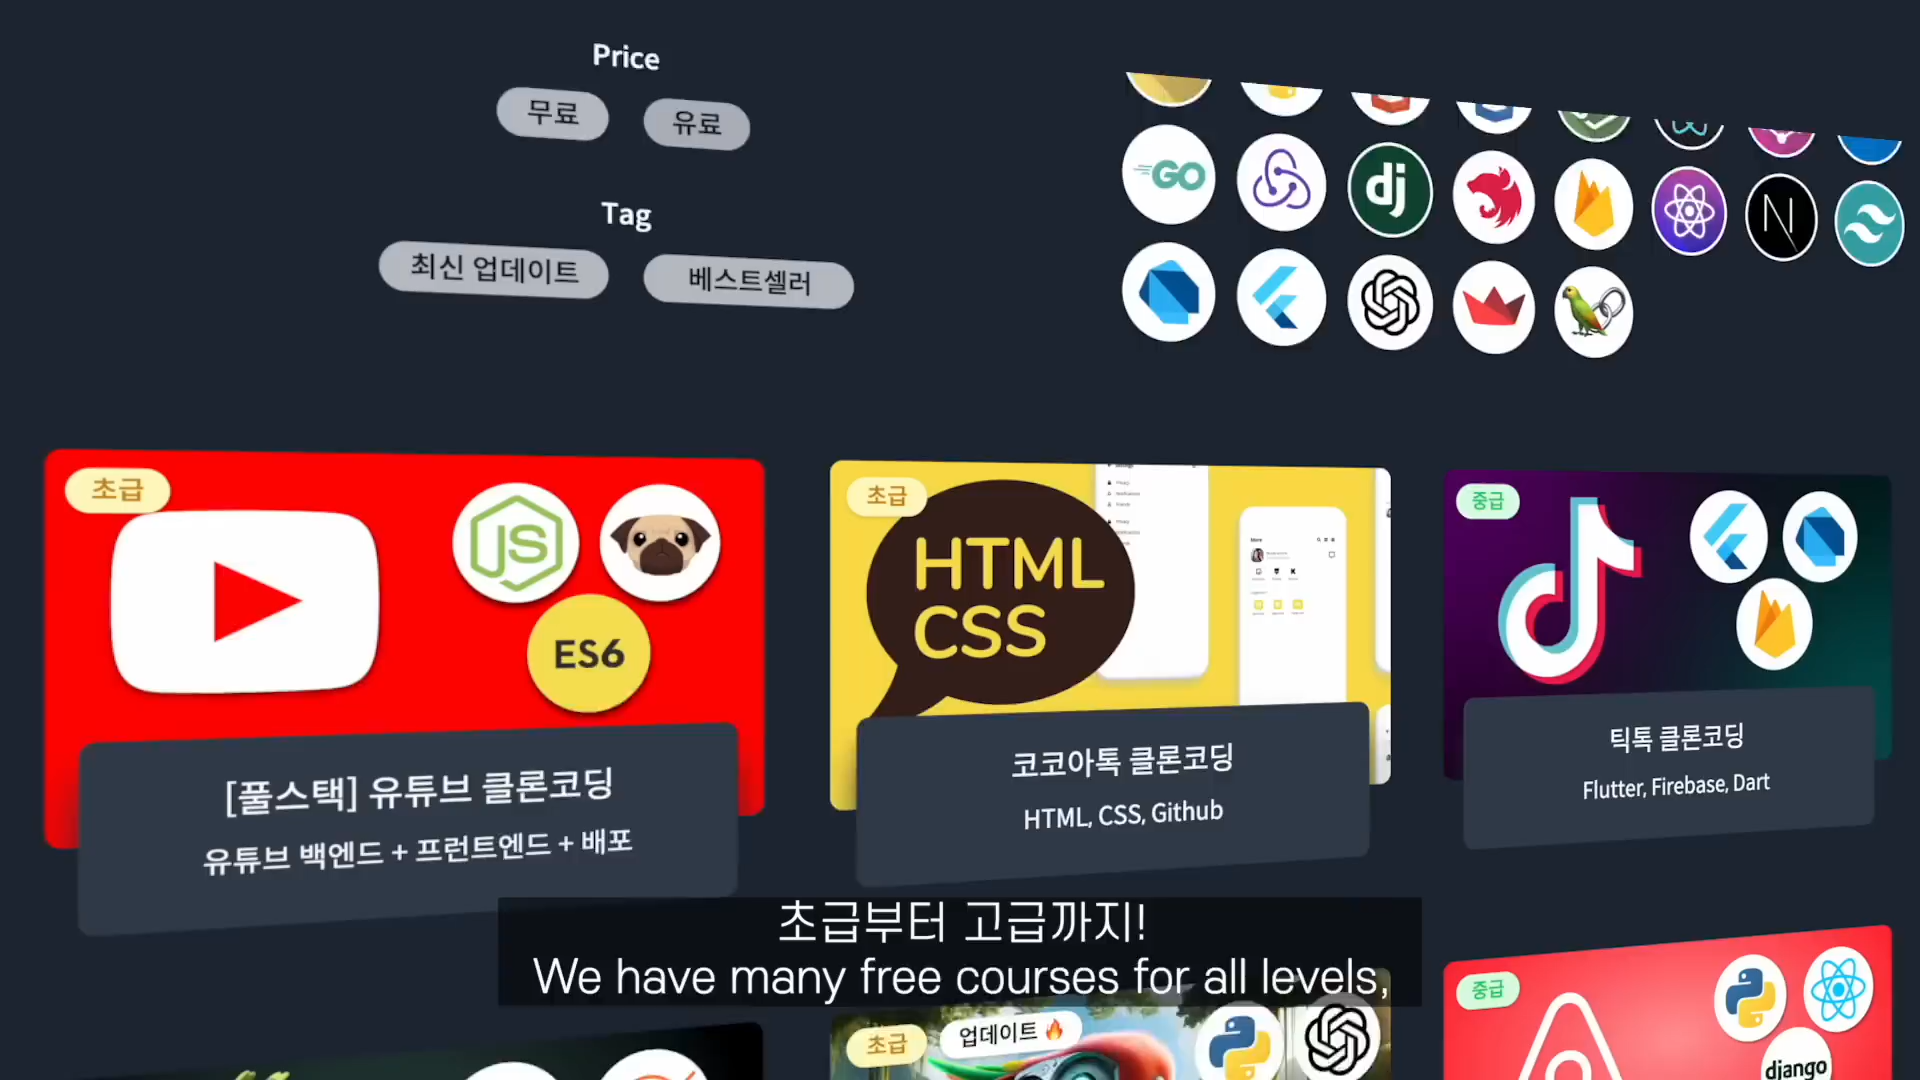 Price
무료
유료
Tag
최신 업데이트
베스트셀러
GO
dj
N
초급
JS
ES6
[풀스택] 유튜브 클론코딩
유튜브 백엔드 + 프런트엔드 + 배포
초급
HTML
CSS
코코아톡 클론코딩
HTML, CSS, Github
중급
틱톡 클론코딩
Flutter, Firebase, Dart
초급부터 고급까지!
We have many free courses for all levels,
초급
업데이트
중급
django